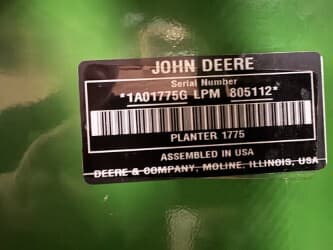 JOHN DEERE
Serial Number
*1A01775G LPM 805112*
PLANTER 1775
ASSEMBLED IN USA
DEERE & COMPANY, MOLINE, ILLINOIS, USA